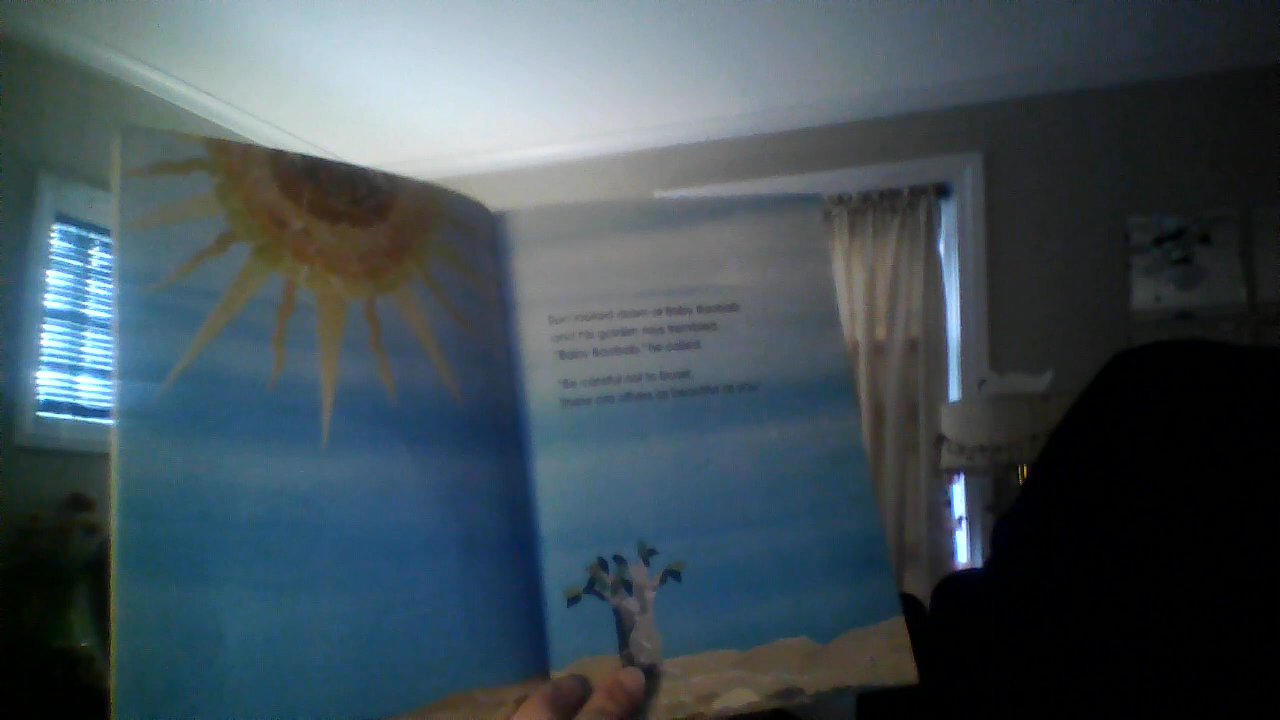 Sun looked down at Baby Baobab
and his golden rays trembled.
"Baby Baobab," he called.
"Be careful not to boast.
There are others as beautiful as you."